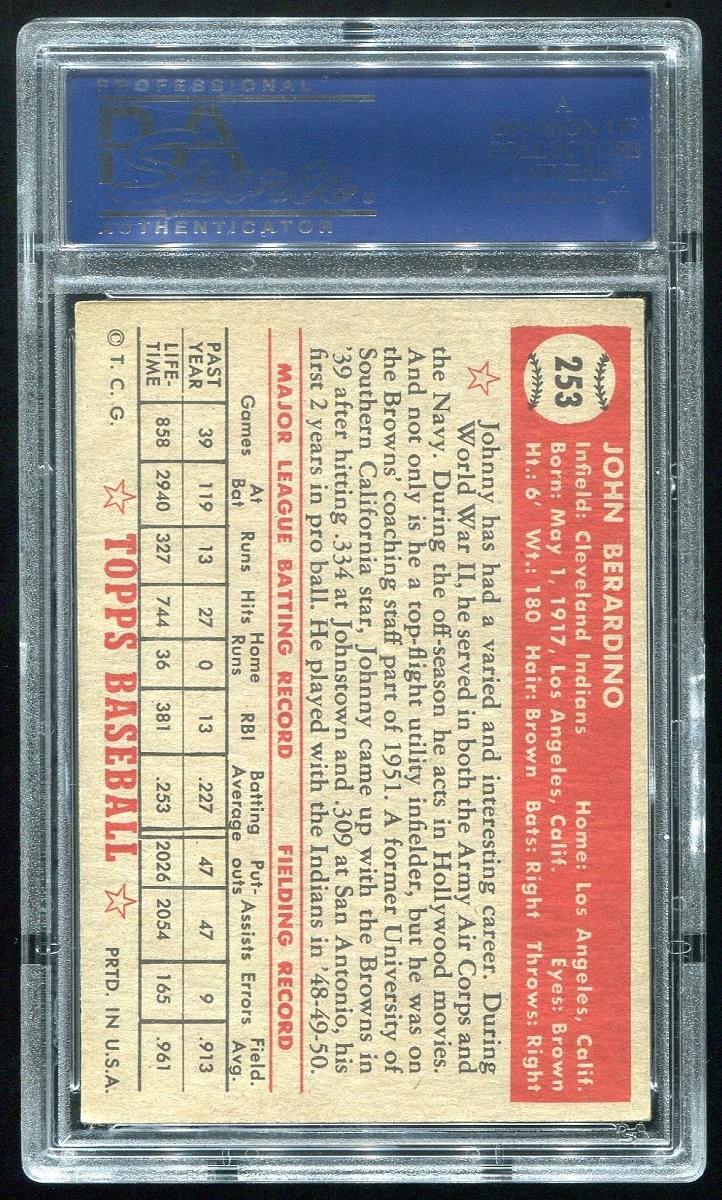 PROFESSIONAL
PSA
Sports.
AUTHENTICATOR
A
DIVISION OF
COLLECTORS
UNIVERSE
253
JOHN BERARDINO
Infield: Cleveland Indians Home: Los Angeles, Calif.
Born: May 1, 1917, Los Angeles, Calif. Eyes: Brown
Ht.: 6' Wt.: 180 Hair: Brown Bats: Right Throws: Right
Johnny has had a varied and interesting career. During
World War II, he served in both the Army Air Corps and
the Navy. During the off-season he acts in Hollywood movies.
And not only is he a top-flight utility infielder, but he was on
the Browns' coaching staff part of 1951. A former University of
Southern California star, Johnny came up with the Browns in
'39 after hitting .334 at Johnstown and .309 at San Antonio, his
first 2 years in pro ball. He played with the Indians in '48-49-50.
MAJOR LEAGUE BATTING RECORD FIELDING RECORD
Games At Bat Runs Hits Home Runs RBI Batting Average Put-outs Assists Errors Field. Avg.
PAST YEAR 39 119 13 27 0 13 .227 47 47 9 .913
LIFE-TIME 858 2940 327 744 36 381 .253 2026 2054 165 .961
© T. C. G. TOPPS BASEBALL PRTD. IN U.S.A.